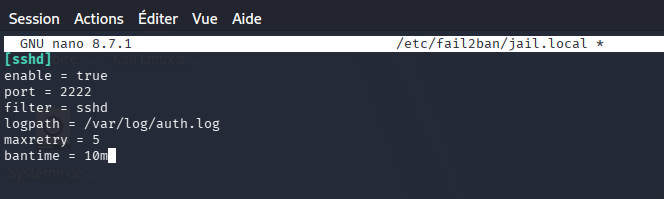 Session Actions Éditer Vue Aide
GNU nano 8.7.1 /etc/fail2ban/jail.local *
[sshd]
enable = true
port = 2222
filter = sshd
logpath = /var/log/auth.log
maxretry = 5
bantime = 10m